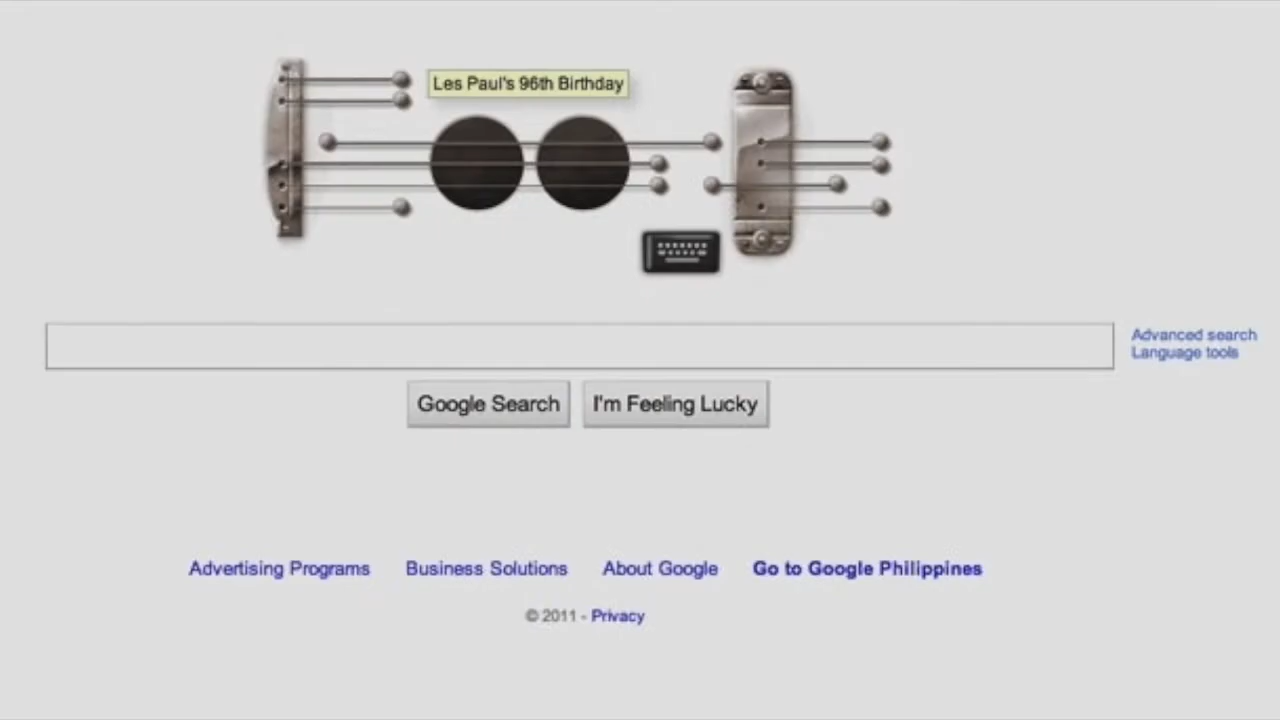 Les Paul's 96th Birthday
Advanced search
Language tools
Google Search
I'm Feeling Lucky
Advertising Programs
Business Solutions
About Google
Go to Google Philippines
© 2011 - Privacy